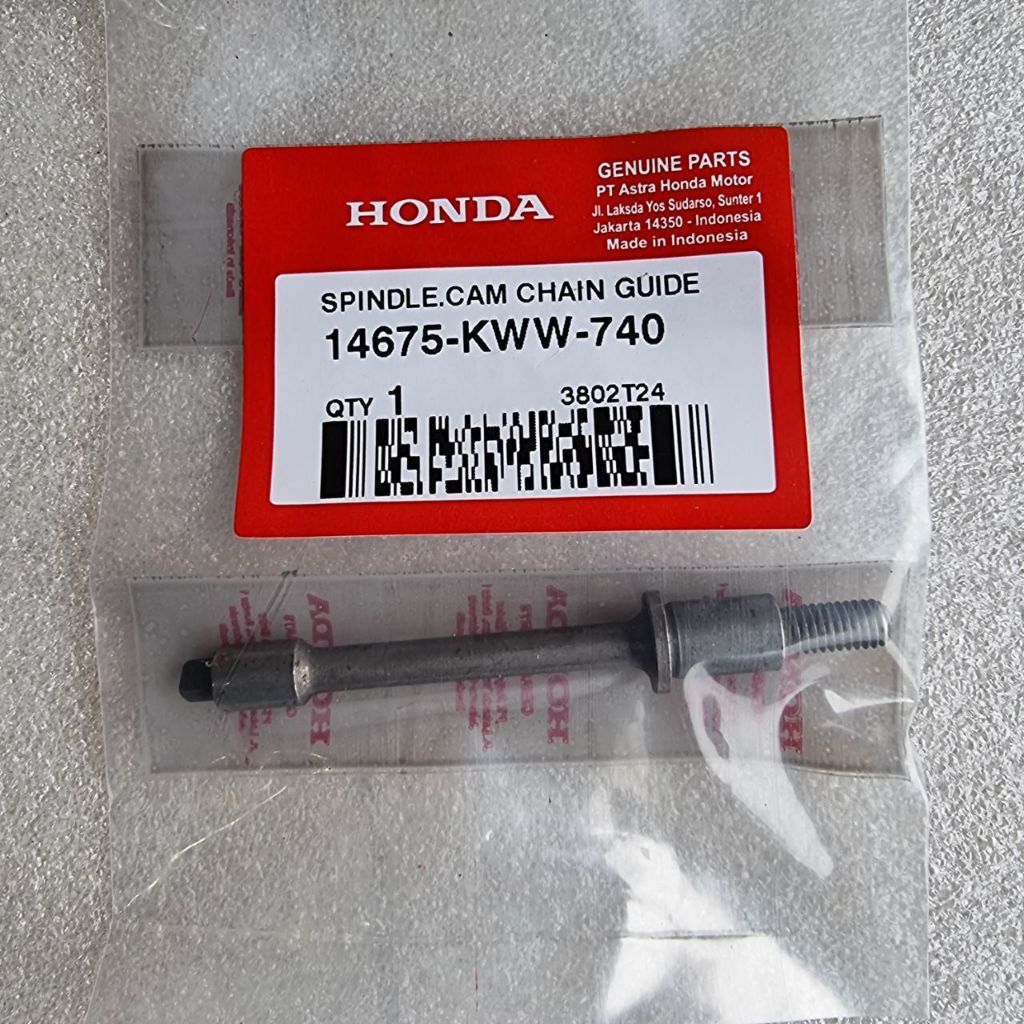 HONDA
GENUINE PARTS
PT Astra Honda Motor
Jl. Laksda Yos Sudarso, Sunter 1
Jakarta 14350 - Indonesia
Made in Indonesia
SPINDLE.CAM CHAIN GUIDE
14675-KWW-740
QTY 1 3802T24